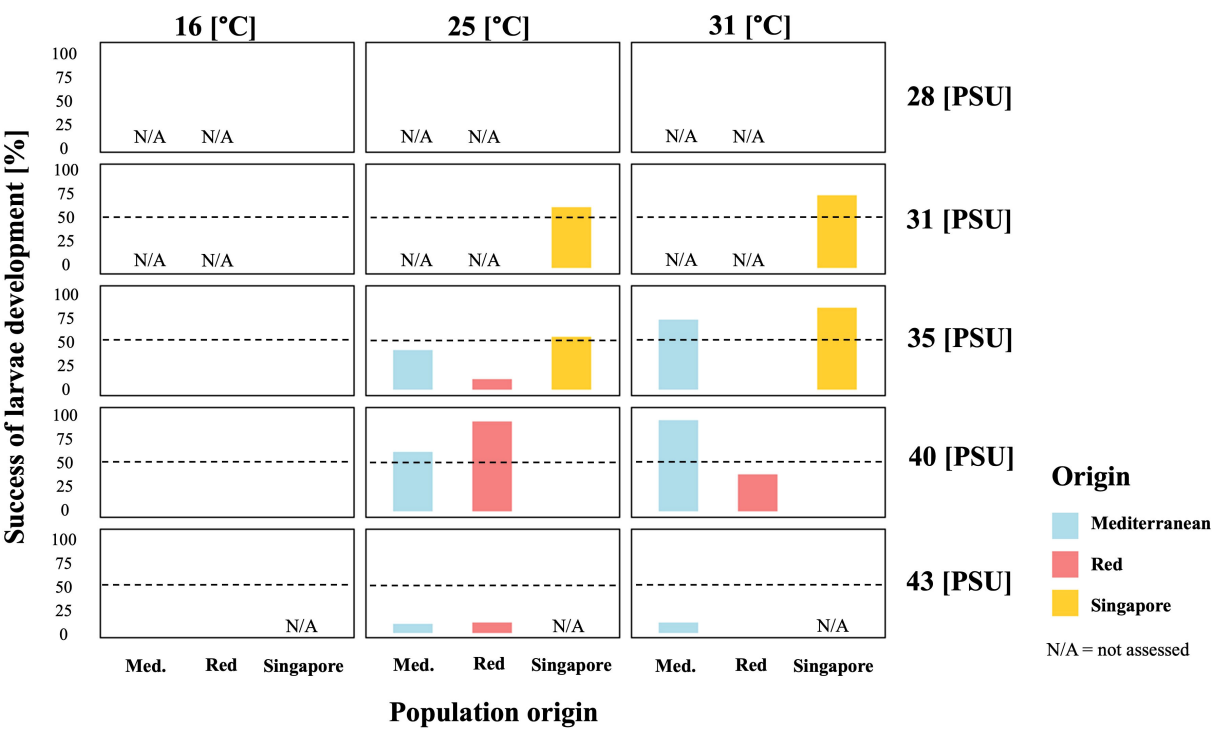 16 [°C] 25 [°C] 31 [°C]
100
75
50
25
0
N/A N/A N/A N/A N/A N/A
28 [PSU]
100
75
50
25
0
N/A N/A N/A N/A N/A N/A
31 [PSU]
100
75
50
25
0
35 [PSU]
100
75
50
25
0
40 [PSU]
100
75
50
25
0
N/A N/A
43 [PSU]
Med. Red Singapore Med. Red Singapore Med. Red Singapore
Population origin
Success of larvae development [%]
Origin
Mediterranean
Red
Singapore
N/A = not assessed